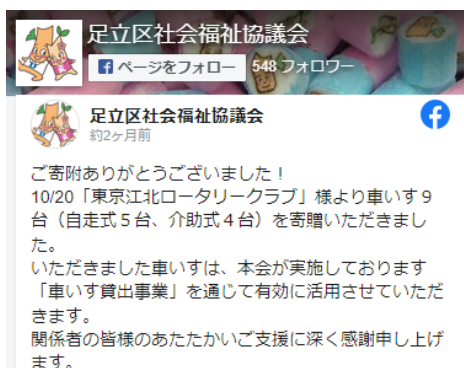 足立区社会福祉協議会
ページをフォロー 548 フォロワー
足立区社会福祉協議会
約2ヶ月前
ご寄附ありがとうございました！
10/20「東京江北ロータリークラブ」様より車いす９
台（自走式５台、介助式４台）を寄贈いただきまし
た。
いただきました車いすは、本会が実施しております
「車いす貸出事業」を通じて有効に活用させていただ
きます。
関係者の皆様のあたたかいご支援に深く感謝申し上げ
ます。